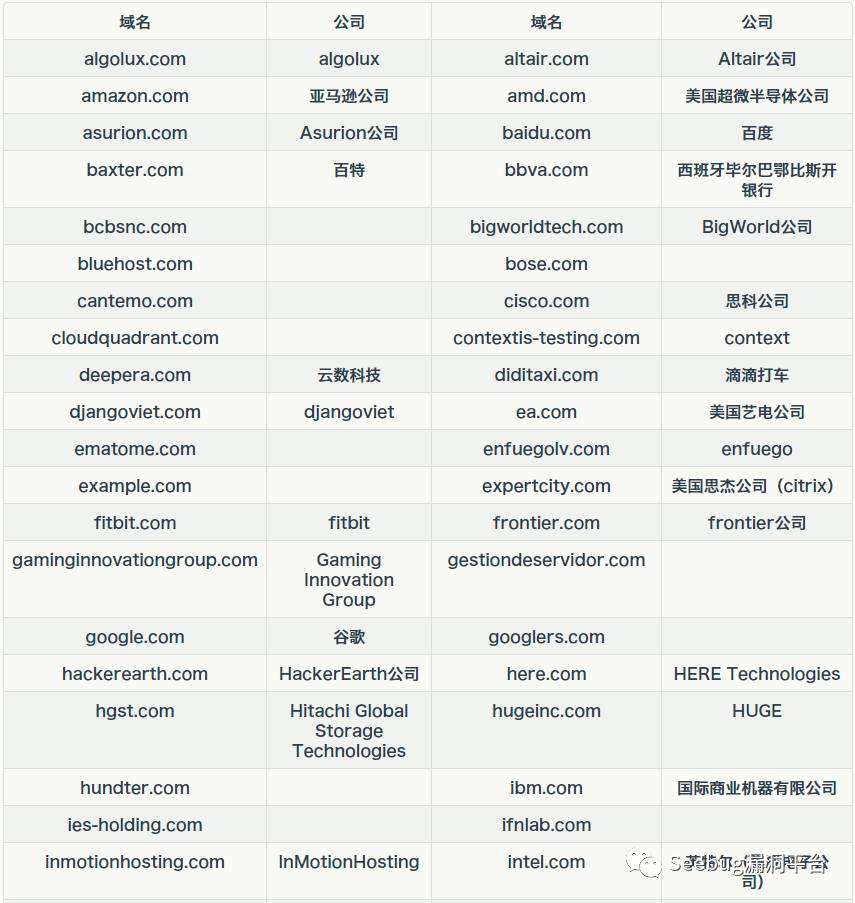 域名 公司 域名 公司
algolux.com algolux altair.com Altair公司
amazon.com 亚马逊公司 amd.com 美国超微半导体公司
asurion.com Asurion公司 baidu.com 百度
baxter.com 百特 bbva.com 西班牙毕尔巴鄂比斯开
银行
bcbsnc.com bigworldtech.com BigWorld公司
bluehost.com bose.com
cantemo.com cisco.com 思科公司
cloudquadrant.com contextis-testing.com context
deepera.com 云数科技 diditaxi.com 滴滴打车
djangoviet.com djangoviet ea.com 美国艺电公司
ematome.com enfuegolv.com enfuego
example.com expertcity.com 美国思杰公司（citrix）
fitbit.com fitbit frontier.com frontier公司
gaminginnovationgroup.com Gaming gestiondeservidor.com
Innovation
Group
google.com 谷歌 googlers.com
hackerearth.com HackerEarth公司 here.com HERE Technologies
hgst.com Hitachi Global hugeinc.com HUGE
Storage
Technologies
hundter.com ibm.com 国际商业机器有限公司
ies-holding.com ifnlab.com
inmotionhosting.com InMotionHosting intel.com
Seebug漏洞平台
司）